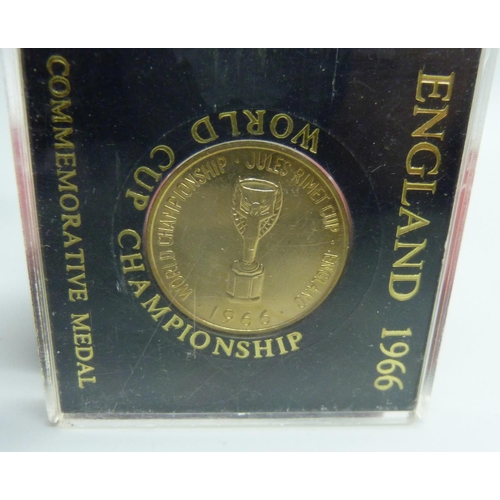 ENGLAND 1966
WORLD CUP CHAMPIONSHIP
WORLD CHAMPIONSHIP · JULES RIMET CUP · ENGLAND
· 1966 ·
COMMEMORATIVE MEDAL